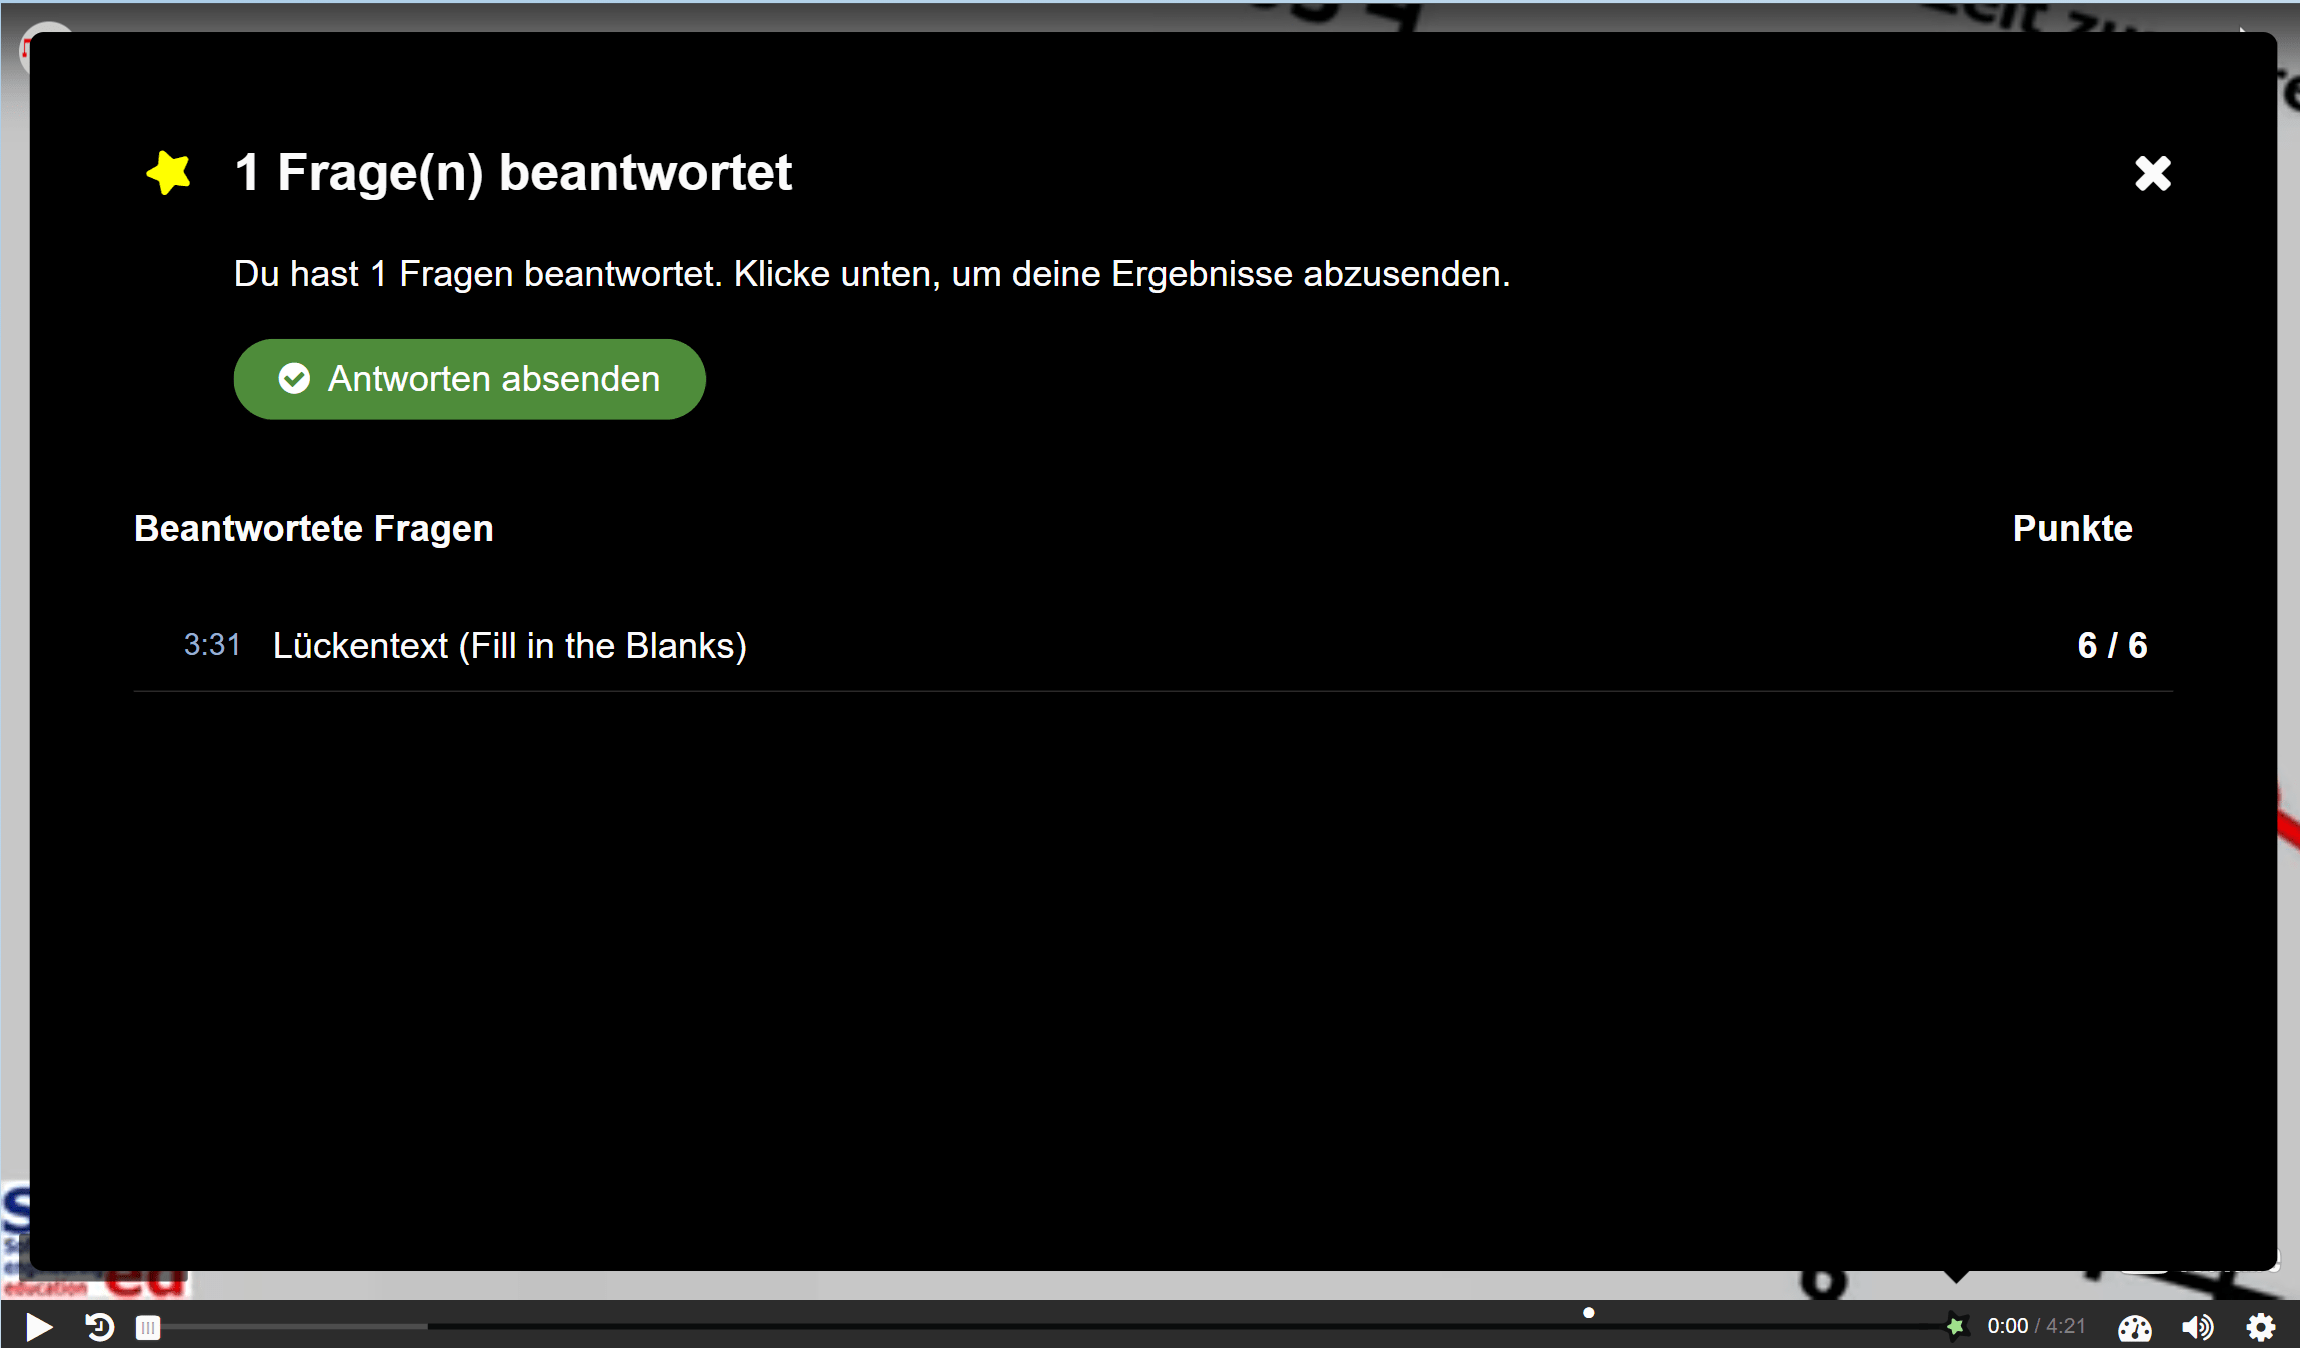 1 Frage(n) beantwortet
Du hast 1 Fragen beantwortet. Klicke unten, um deine Ergebnisse abzusenden.
Antworten absenden
Beantwortete Fragen Punkte
3:31 Lückentext (Fill in the Blanks) 6 / 6
education
0:00 / 4:21